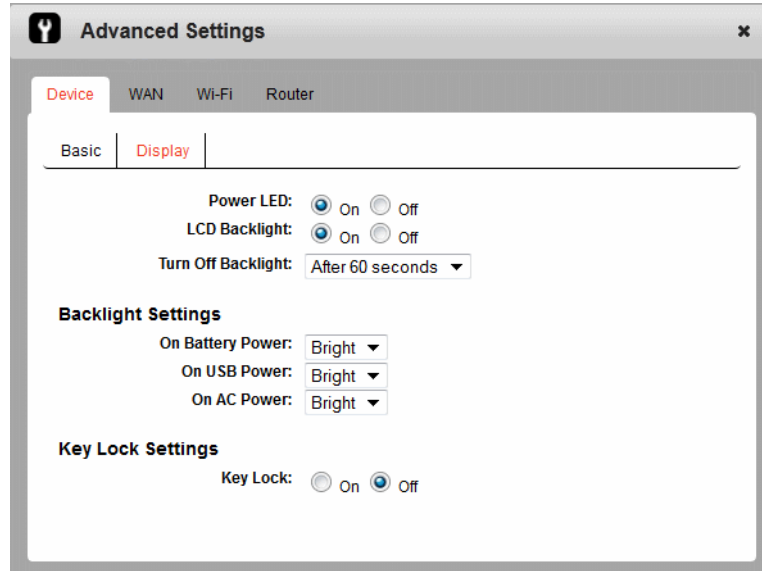 Advanced Settings
Device WAN Wi-Fi Router
Basic Display
Power LED: On Off
LCD Backlight: On Off
Turn Off Backlight: After 60 seconds
Backlight Settings
On Battery Power: Bright
On USB Power: Bright
On AC Power: Bright
Key Lock Settings
Key Lock: On Off